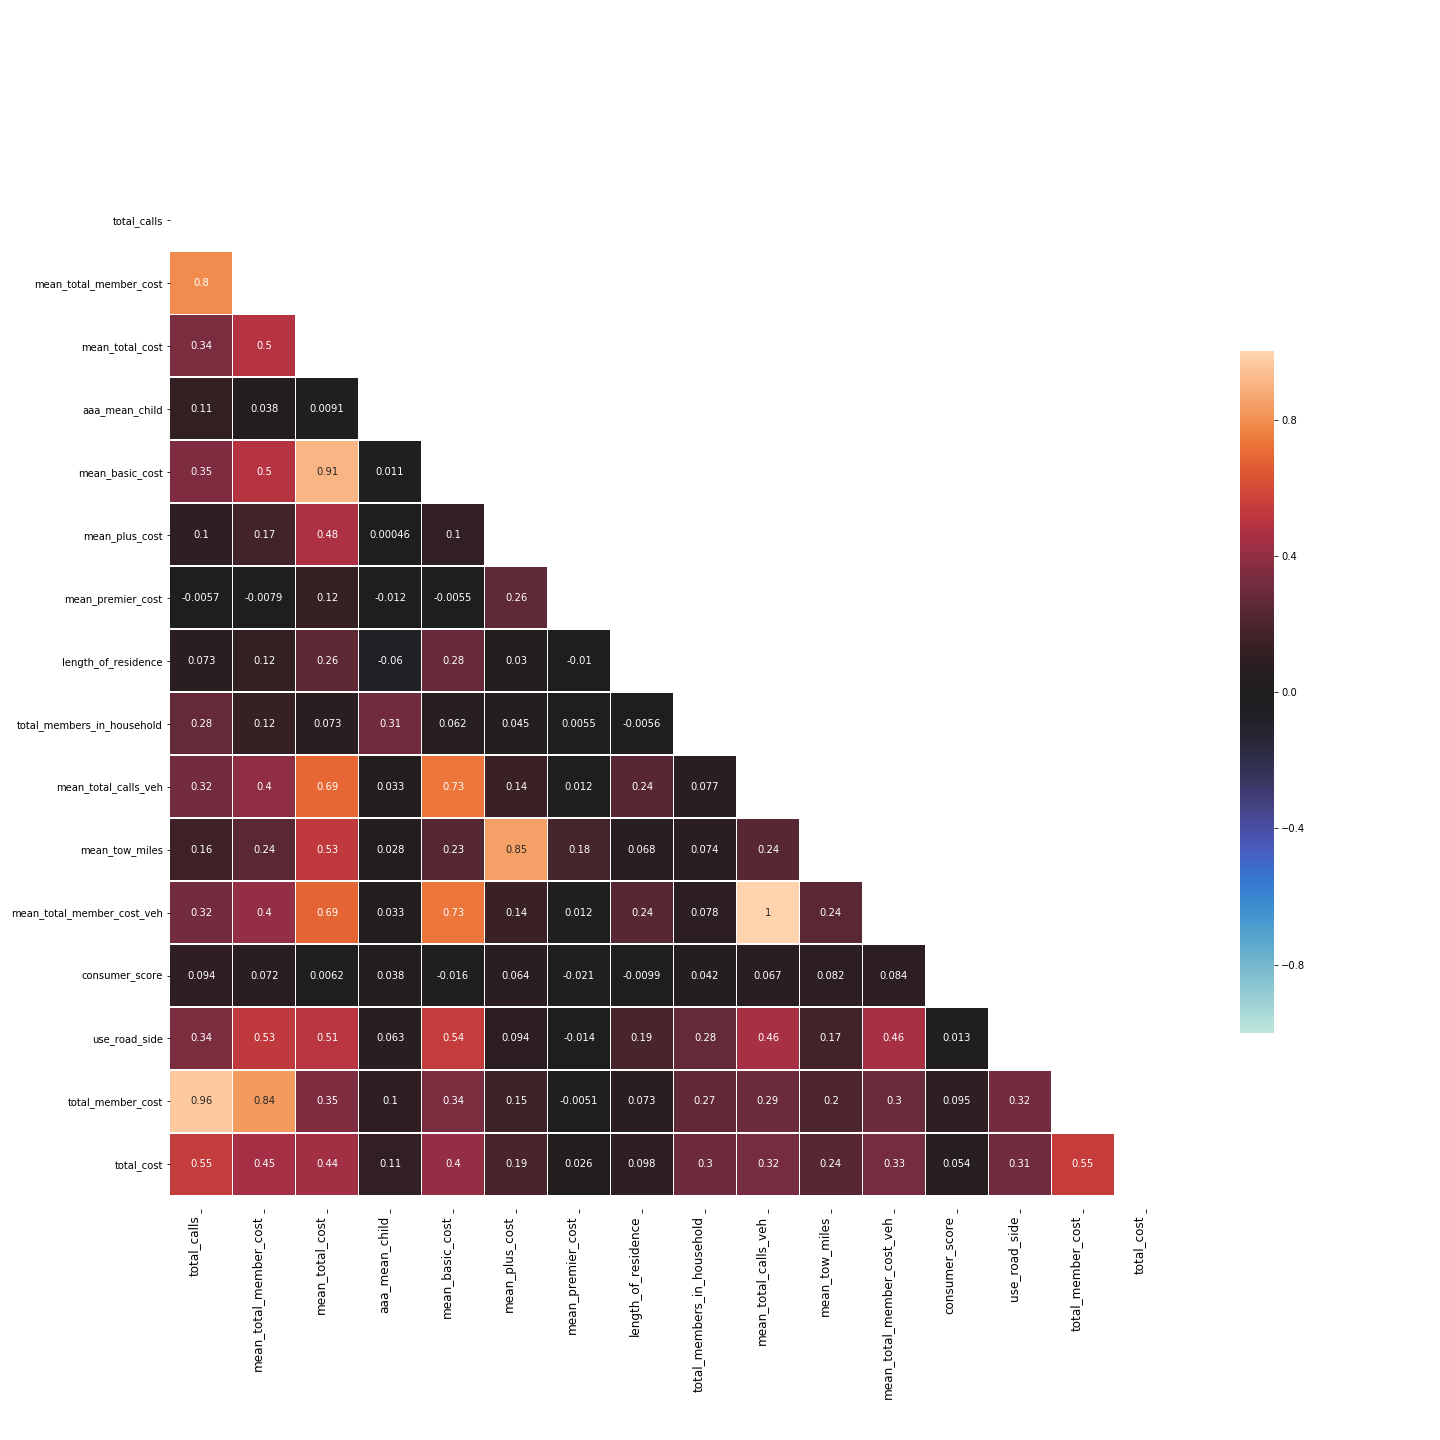 total_calls
mean_total_member_cost 0.8
mean_total_cost 0.34 0.5
aaa_mean_child 0.11 0.038 0.0091
mean_basic_cost 0.35 0.5 0.91 0.011
mean_plus_cost 0.1 0.17 0.48 0.00046 0.1
mean_premier_cost -0.0057 -0.0079 0.12 -0.012 -0.0055 0.26
length_of_residence 0.073 0.12 0.26 -0.06 0.28 0.03 -0.01
total_members_in_household 0.28 0.12 0.073 0.31 0.062 0.045 0.0055 -0.0056
mean_total_calls_veh 0.32 0.4 0.69 0.033 0.73 0.14 0.012 0.24 0.077
mean_tow_miles 0.16 0.24 0.53 0.028 0.23 0.85 0.18 0.068 0.074 0.24
mean_total_member_cost_veh 0.32 0.4 0.69 0.033 0.73 0.14 0.012 0.24 0.078 1 0.24
consumer_score 0.094 0.072 0.0062 0.038 -0.016 0.064 -0.021 -0.0099 0.042 0.067 0.082 0.084
use_road_side 0.34 0.53 0.51 0.063 0.54 0.094 -0.014 0.19 0.28 0.46 0.17 0.46 0.013
total_member_cost 0.96 0.84 0.35 0.1 0.34 0.15 -0.0051 0.073 0.27 0.29 0.2 0.3 0.095 0.32
total_cost 0.55 0.45 0.44 0.11 0.4 0.19 0.026 0.098 0.3 0.32 0.24 0.33 0.054 0.31 0.55
total_calls
mean_total_member_cost
mean_total_cost
aaa_mean_child
mean_basic_cost
mean_plus_cost
mean_premier_cost
length_of_residence
total_members_in_household
mean_total_calls_veh
mean_tow_miles
mean_total_member_cost_veh
consumer_score
use_road_side
total_member_cost
total_cost
0.8
0.4
0.0
−0.4
−0.8